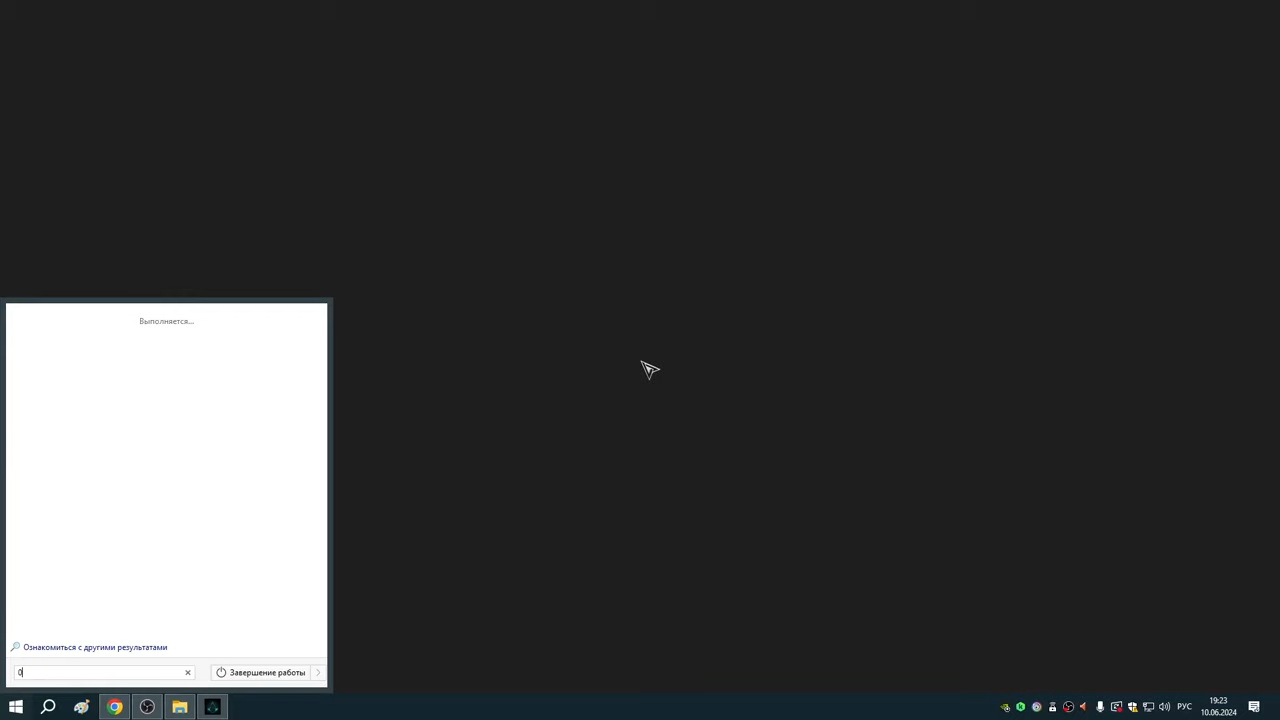 Выполняется...
Ознакомиться с другими результатами
0
Завершение работы
РУС
19:23
10.06.2024